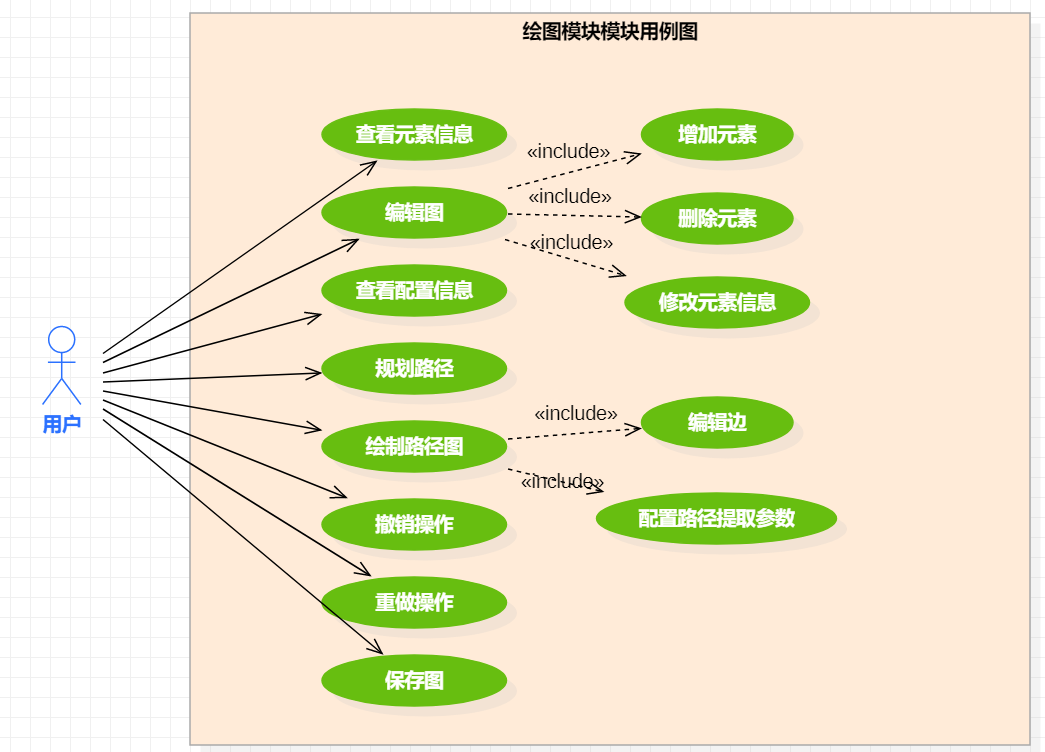 绘图模块模块用例图
查看元素信息
增加元素
«include»
编辑图
«include»
删除元素
«include»
查看配置信息
修改元素信息
规划路径
用户
«include»
编辑边
绘制路径图
«include»
配置路径提取参数
撤销操作
重做操作
保存图